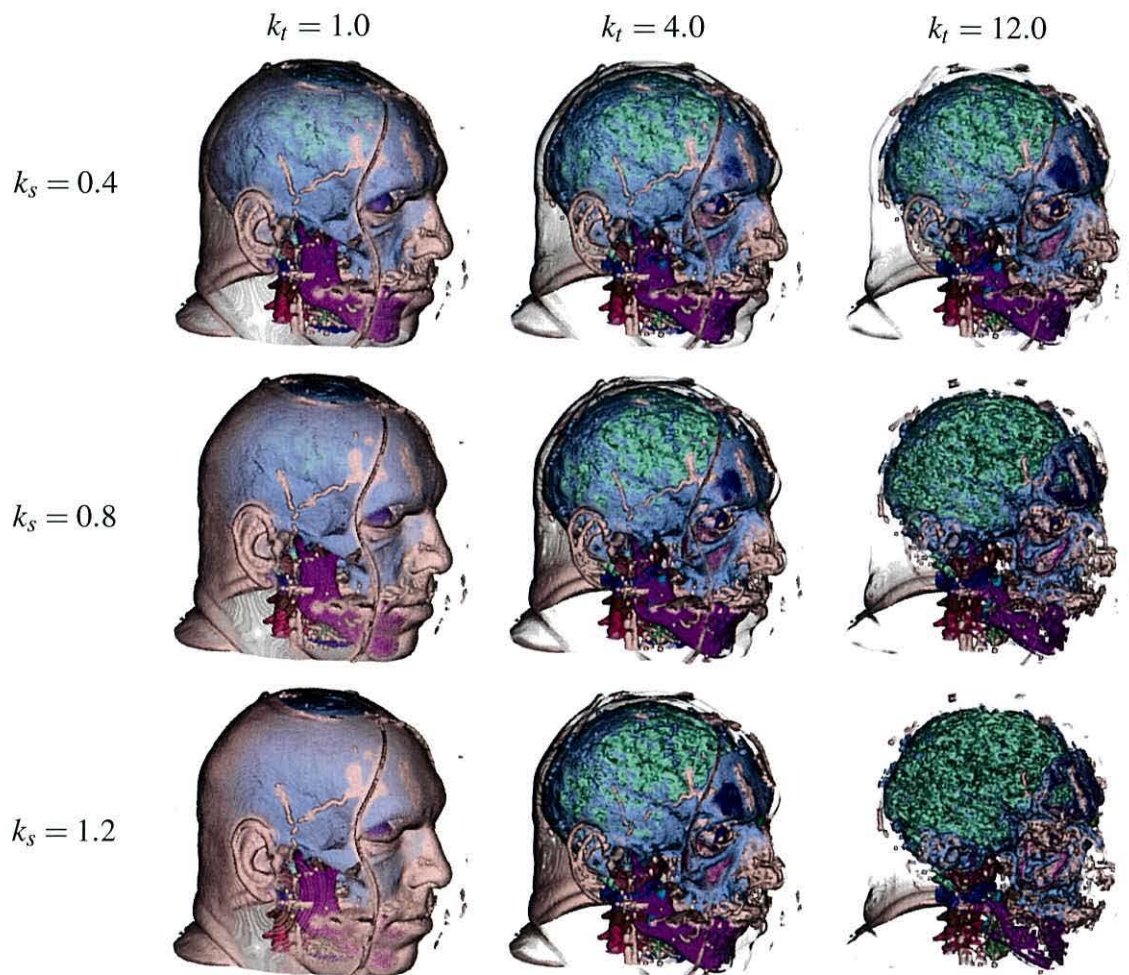 k_t = 1.0 k_t = 4.0 k_t = 12.0
k_s = 0.4
k_s = 0.8
k_s = 1.2